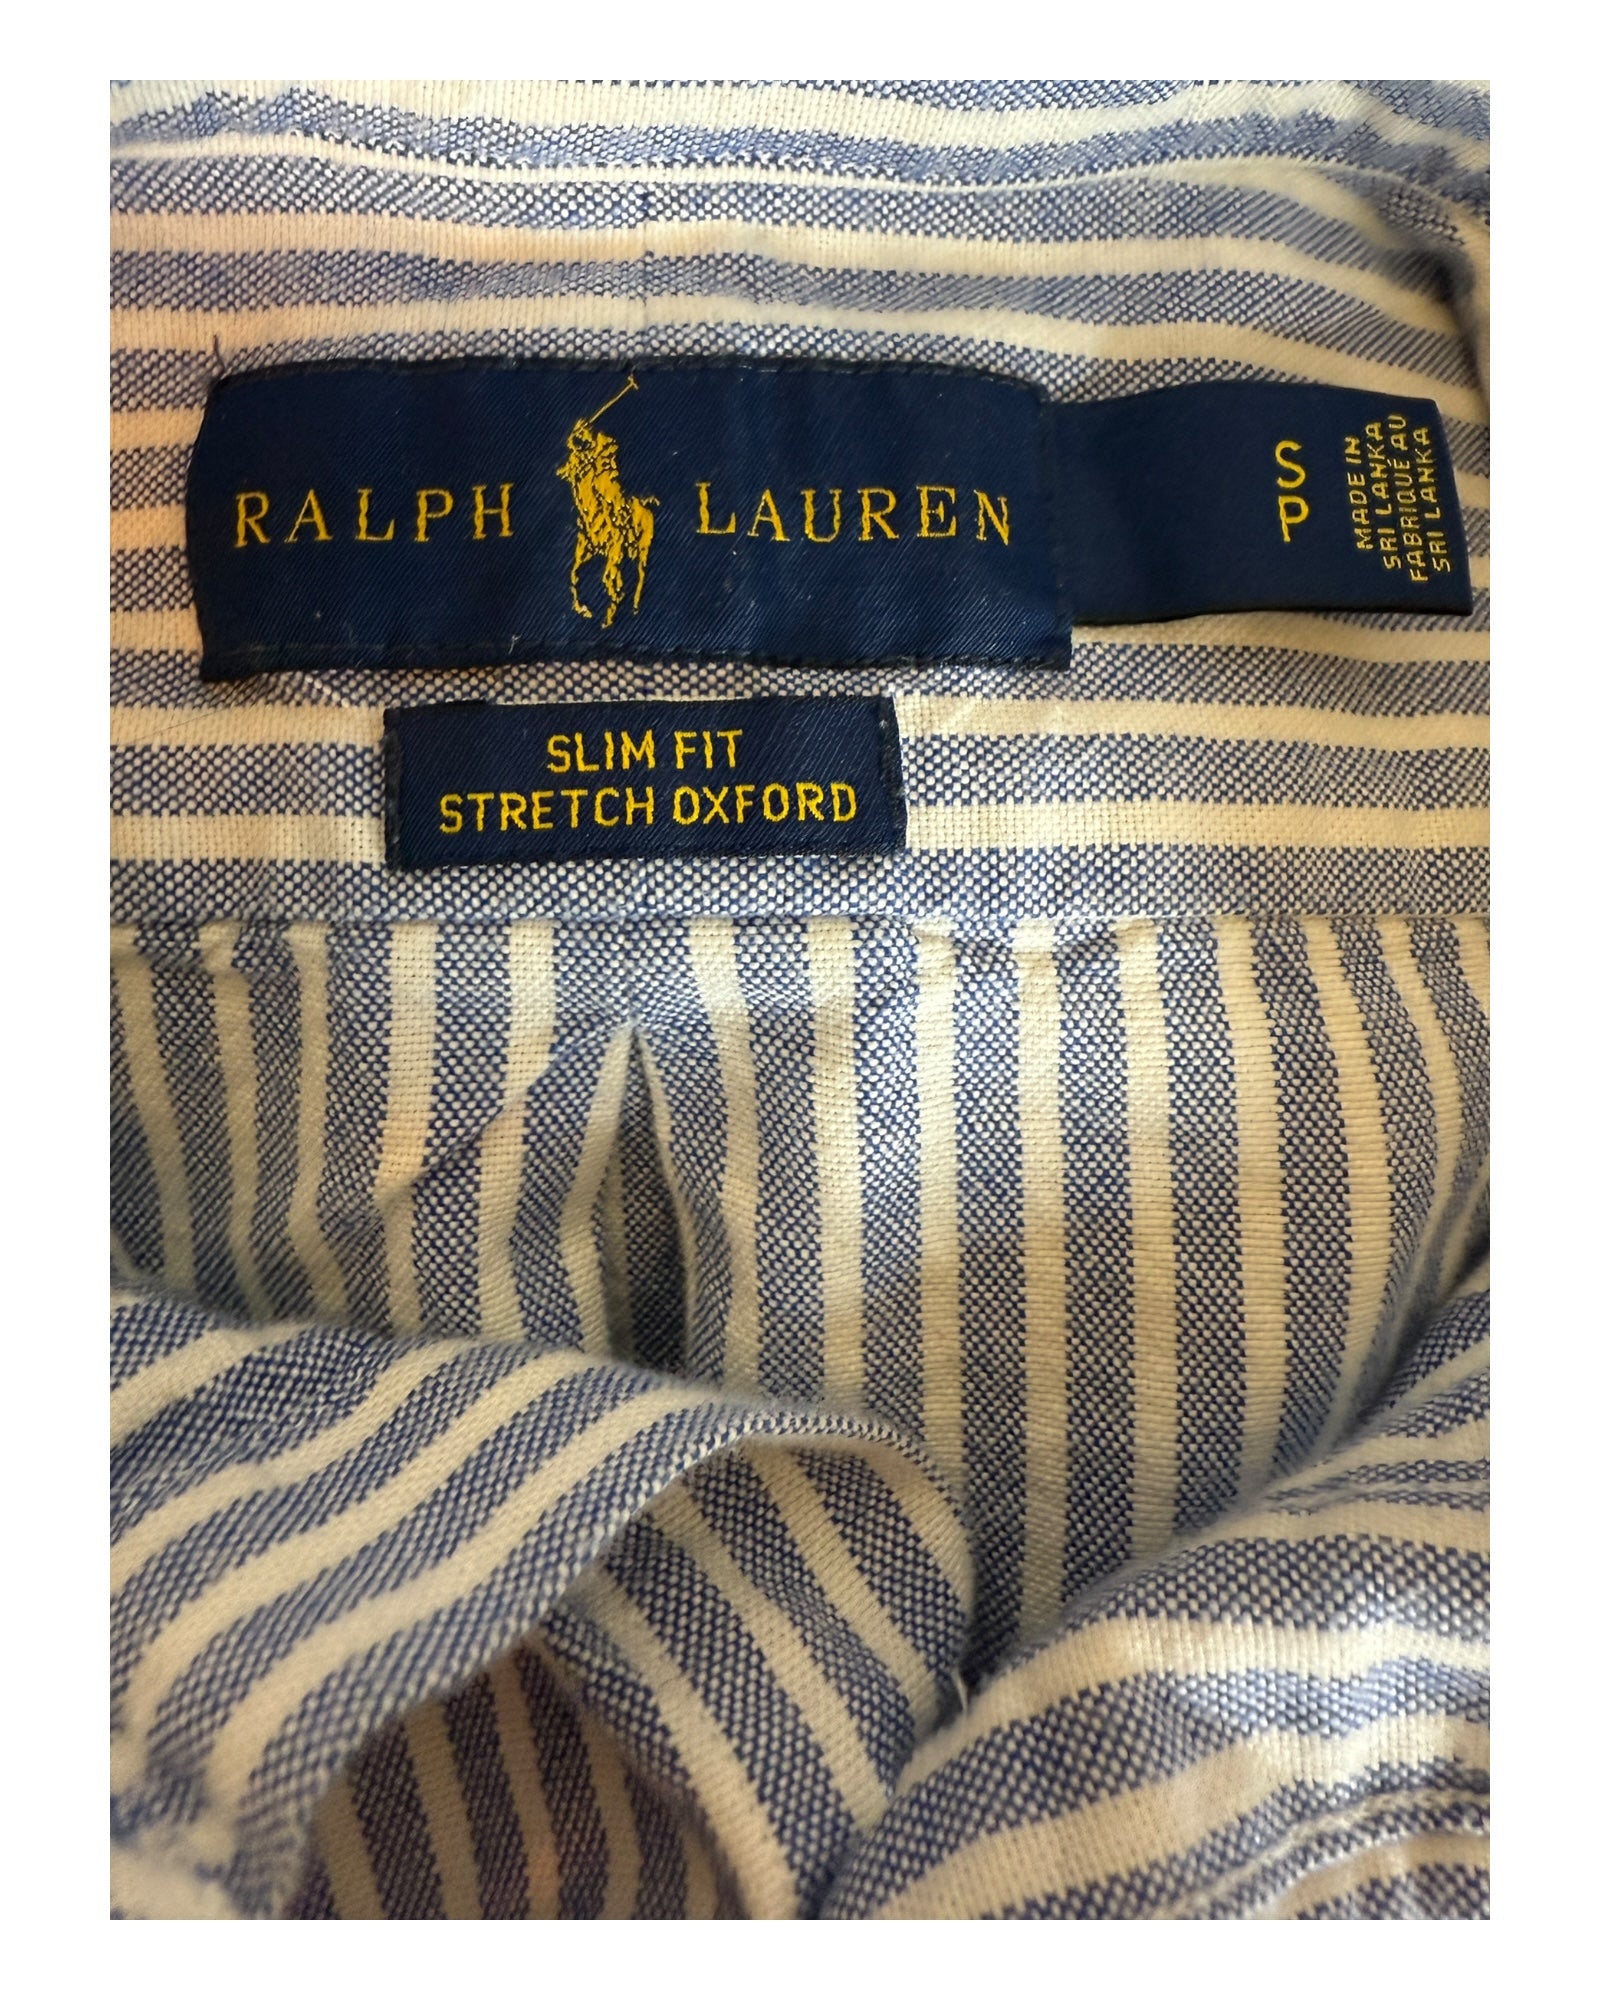 RALPH LAUREN
S
P
MADE IN
SRI LANKA
FABRIQUÉ AU
SRI LANKA
SLIM FIT
STRETCH OXFORD